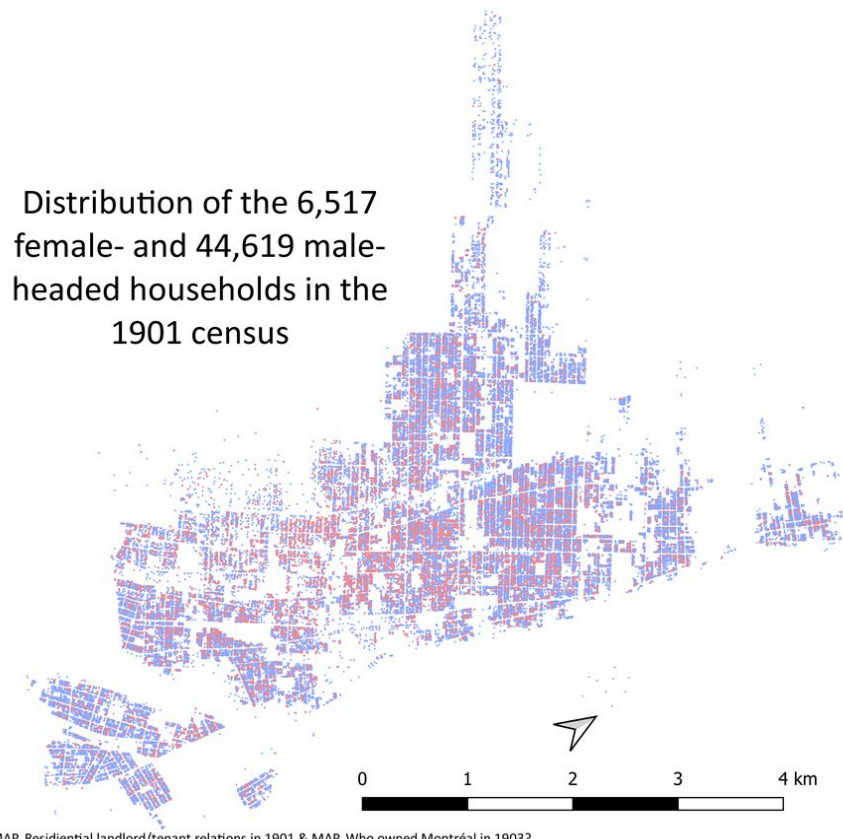 Distribution of the 6,517
female- and 44,619 male-
headed households in the
1901 census
0 1 2 3 4 km
MAP, Residiential landlord/tenant relations in 1901 & MAP, Who owned Montréal in 1903?